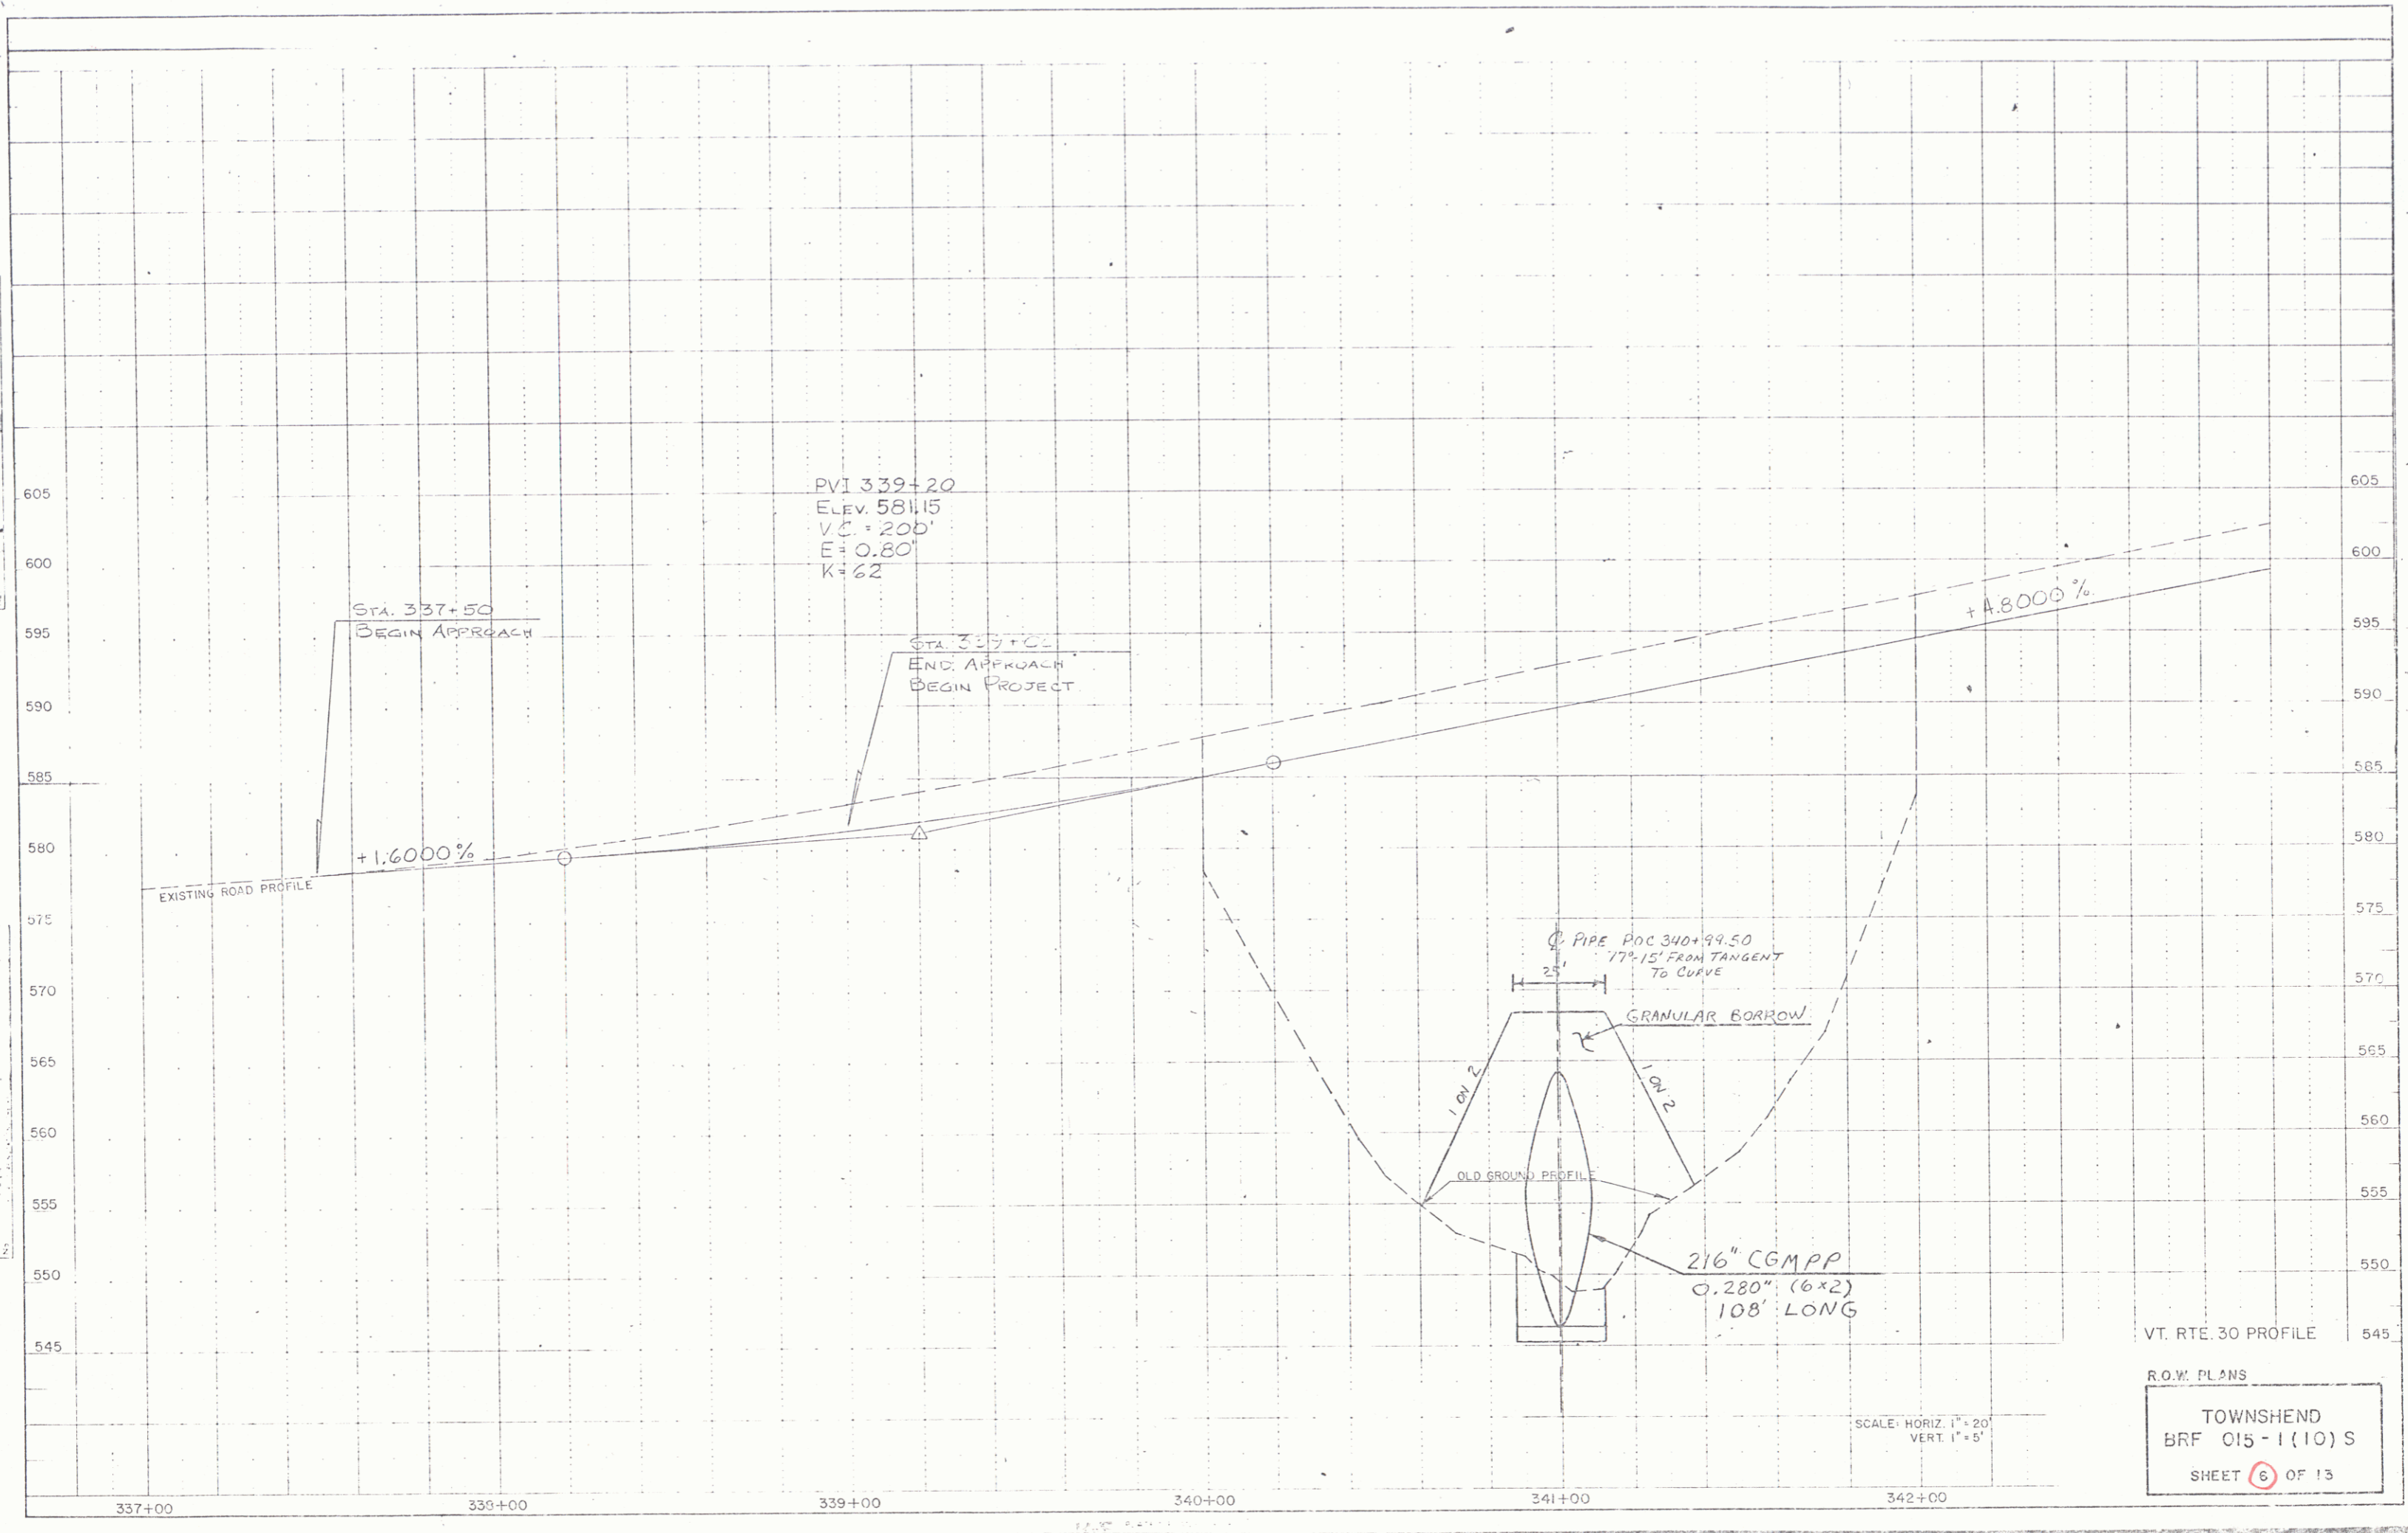 PVI 339+20
ELEV. 581.15
V.C. = 200'
E = 0.80'
K = 62
STA. 337+50
BEGIN APPROACH
END APPROACH
BEGIN PROJECT
+4.8000%
+1.6000%
EXISTING ROAD PROFILE
℄ PIPE POC 340+99.50
77°-15' FROM TANGENT
TO CURVE
25'
GRANULAR BORROW
1 ON 2
1 ON 2
OLD GROUND PROFILE
216" CGMPP
0.280" (6x2)
108' LONG
605
600
595
590
585
580
575
570
565
560
555
550
545
605
600
595
590
585
580
575
570
565
560
555
550
545
VT. RTE. 30 PROFILE
R.O.W. PLANS
SCALE: HORIZ. 1" = 20'
VERT. 1" = 5'
TOWNSHEND
BRF 015-1(10)S
SHEET 6 OF 13
337+00
338+00
339+00
340+00
341+00
342+00